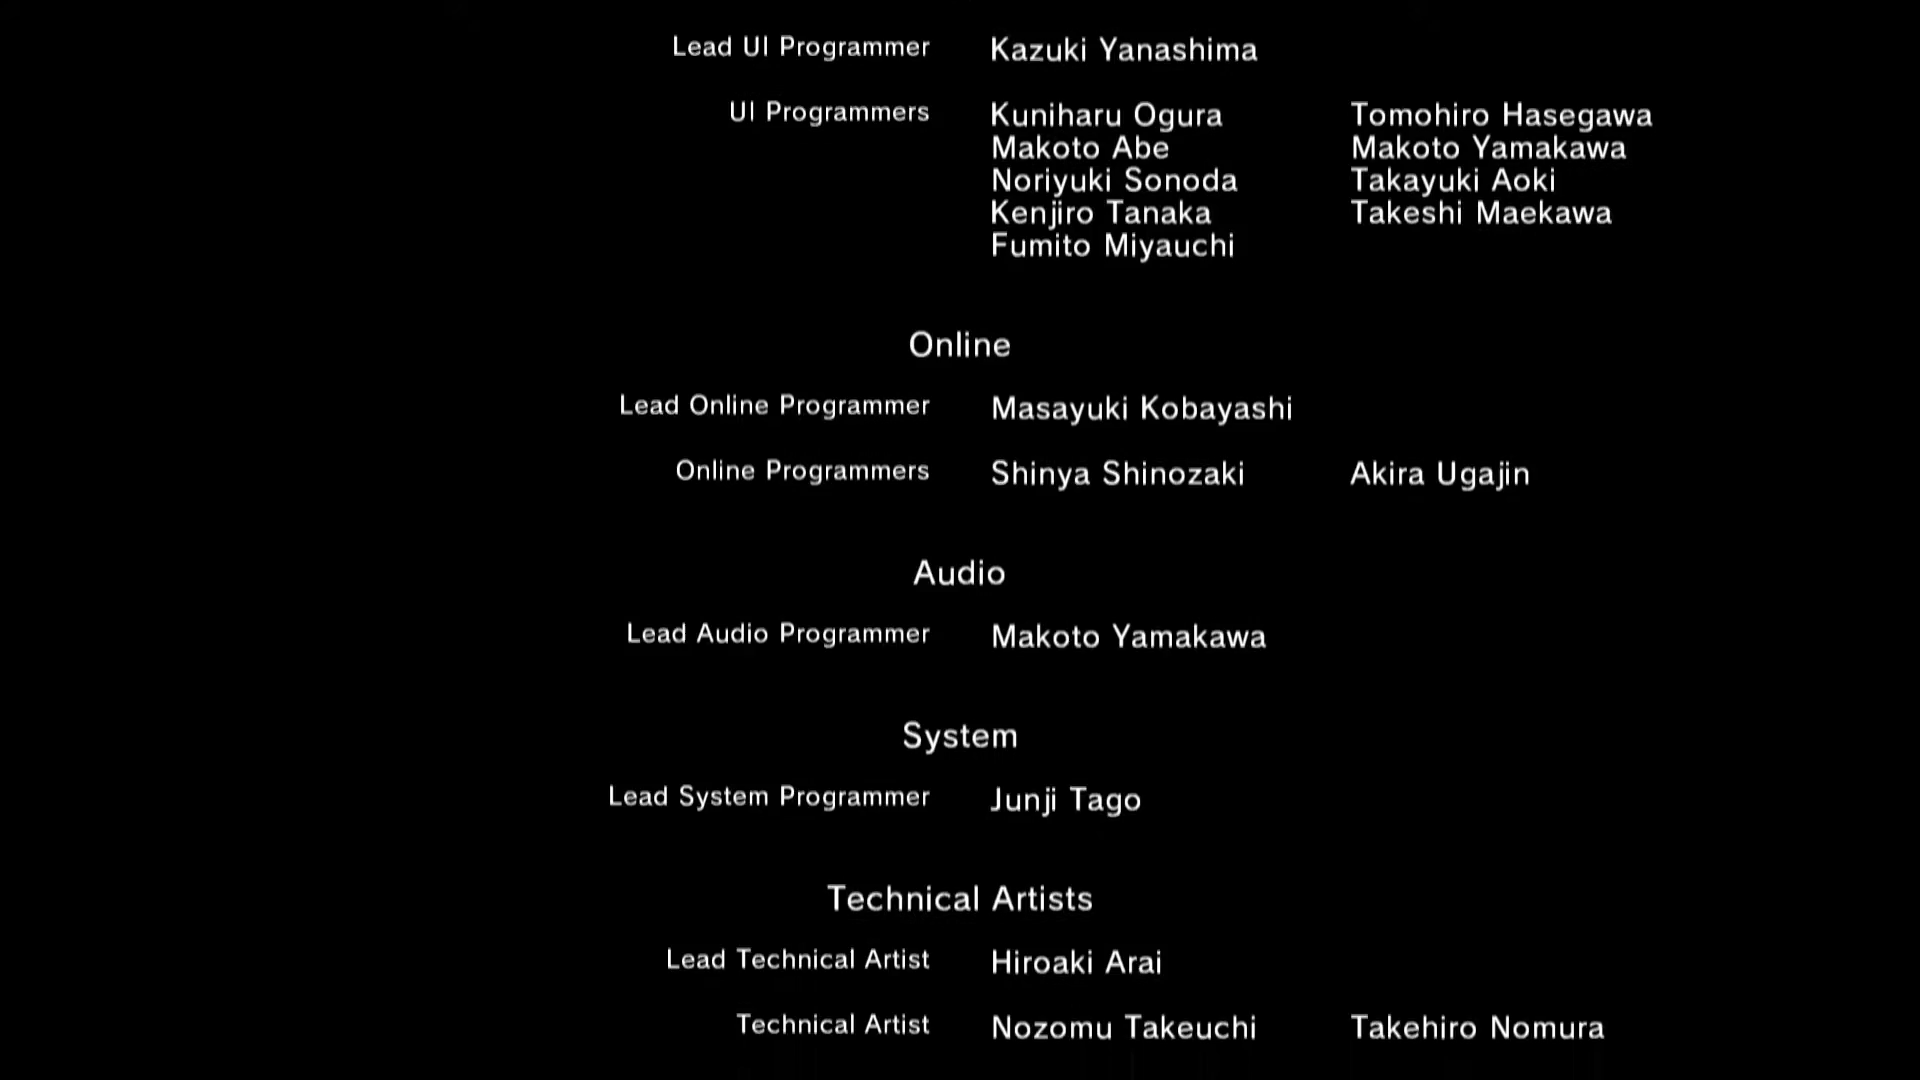 Lead UI Programmer Kazuki Yanashima
UI Programmers Kuniharu Ogura Tomohiro Hasegawa
Makoto Abe Makoto Yamakawa
Noriyuki Sonoda Takayuki Aoki
Kenjiro Tanaka Takeshi Maekawa
Fumito Miyauchi
Online
Lead Online Programmer Masayuki Kobayashi
Online Programmers Shinya Shinozaki Akira Ugajin
Audio
Lead Audio Programmer Makoto Yamakawa
System
Lead System Programmer Junji Tago
Technical Artists
Lead Technical Artist Hiroaki Arai
Technical Artist Nozomu Takeuchi Takehiro Nomura